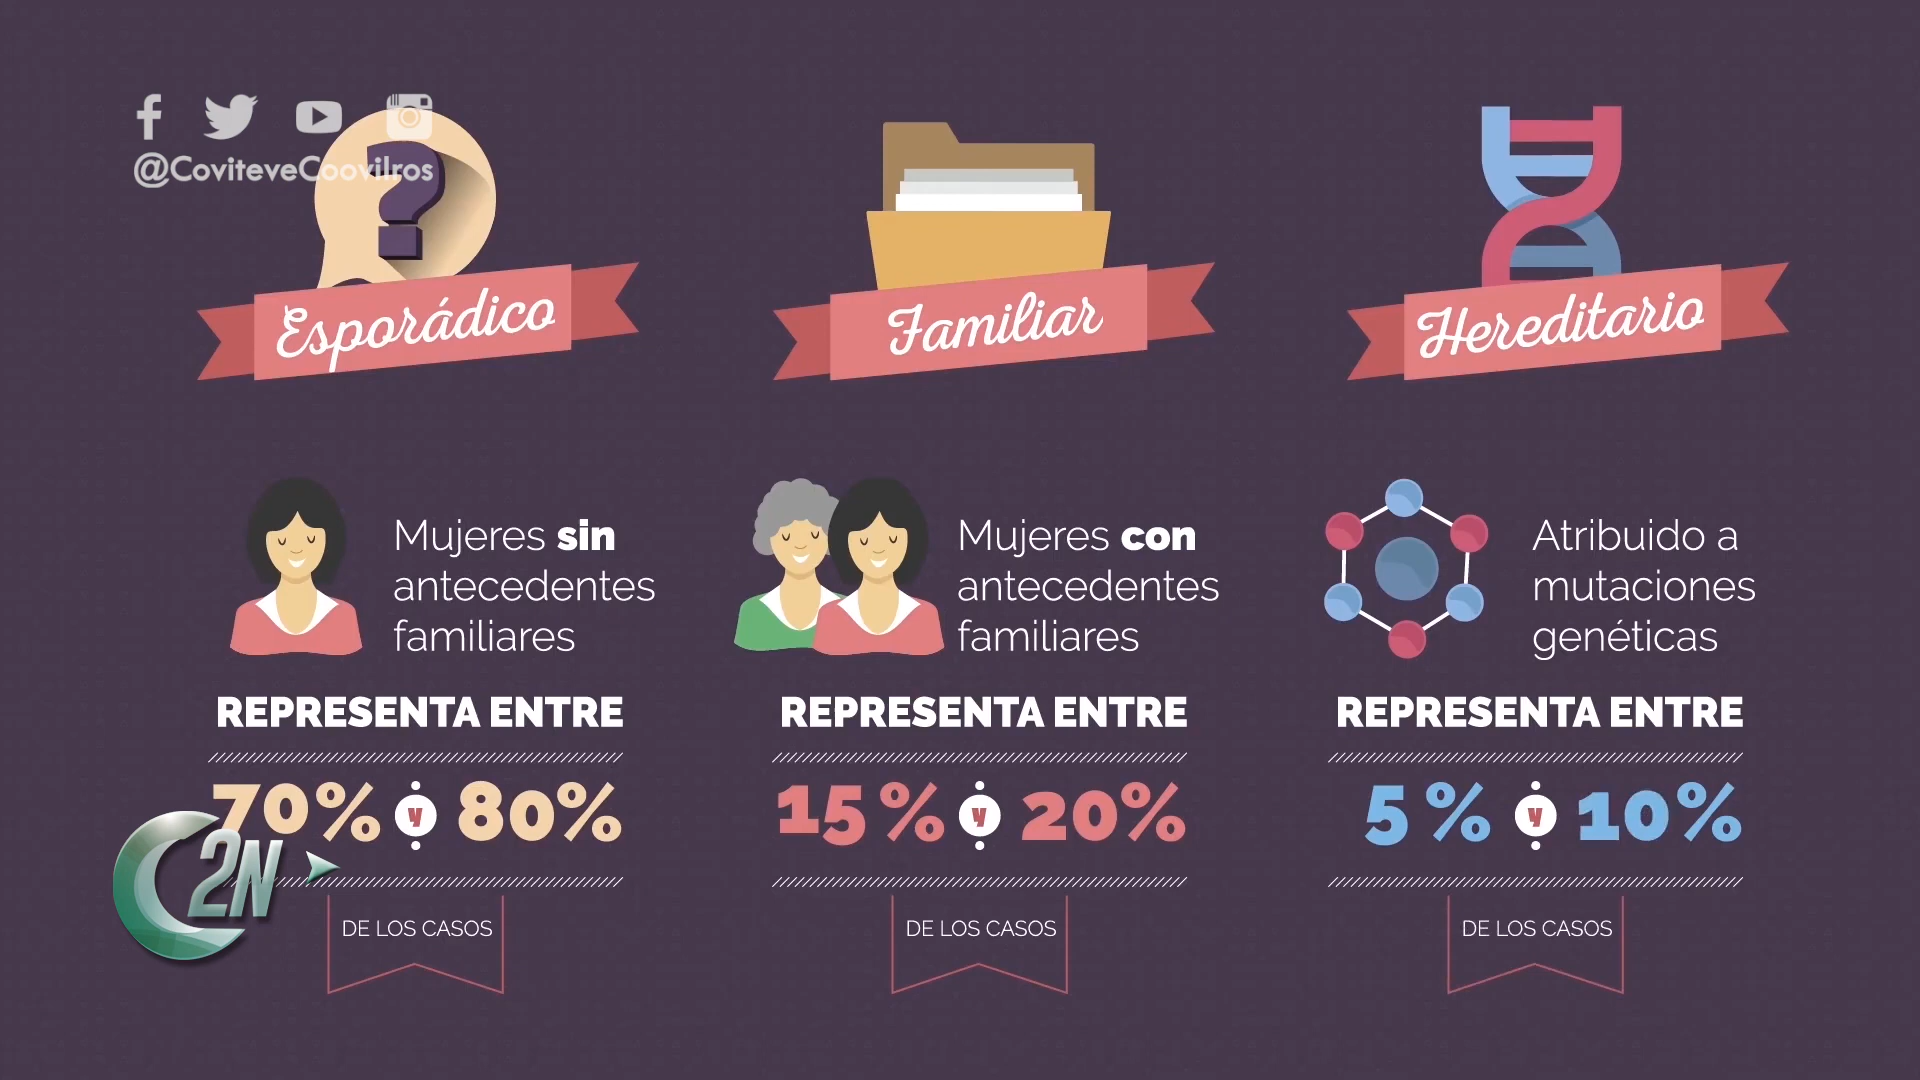 @CoviteveCoovilros
?
Esporádico
Mujeres sin
antecedentes
familiares
REPRESENTA ENTRE
70% y 80%
DE LOS CASOS
Familiar
Mujeres con
antecedentes
familiares
REPRESENTA ENTRE
15% y 20%
DE LOS CASOS
Hereditario
Atribuido a
mutaciones
genéticas
REPRESENTA ENTRE
5% y 10%
DE LOS CASOS
C2N